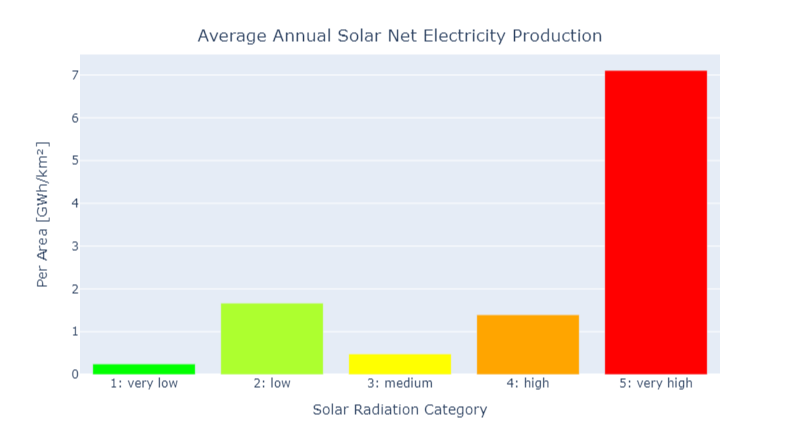 Average Annual Solar Net Electricity Production
Per Area [GWh/km²]
7
6
5
4
3
2
1
0
1: very low
2: low
3: medium
4: high
5: very high
Solar Radiation Category